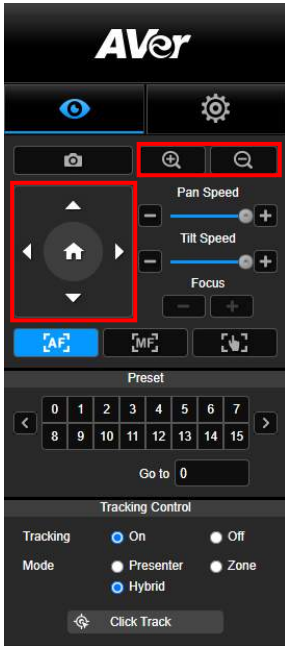 AVer
Pan Speed
Tilt Speed
Focus
[AF] [MF]
Preset
0 1 2 3 4 5 6 7
8 9 10 11 12 13 14 15
Go to 0
Tracking Control
Tracking On Off
Mode Presenter Zone
Hybrid
Click Track